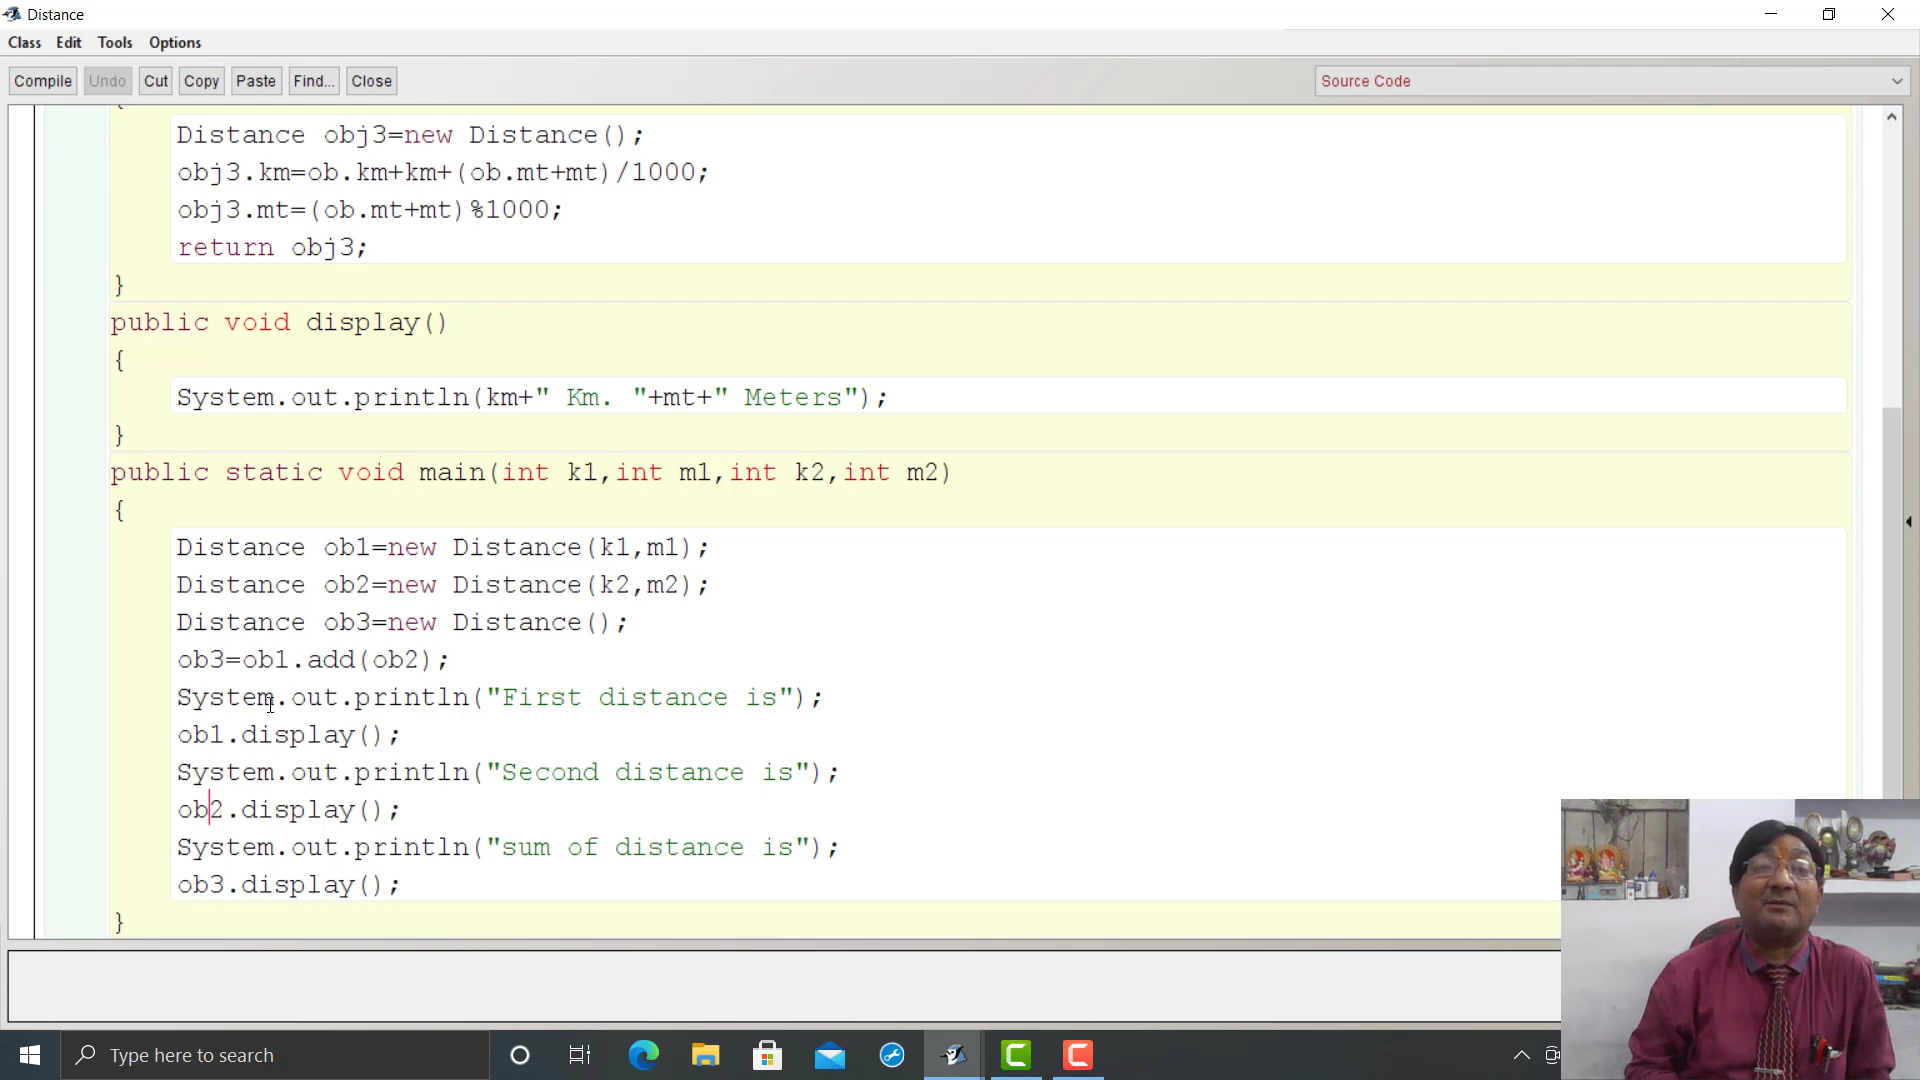 Distance
Class Edit Tools Options
Compile Undo Cut Copy Paste Find... Close Source Code
{
Distance obj3=new Distance();
obj3.km=ob.km+km+(ob.mt+mt)/1000;
obj3.mt=(ob.mt+mt)%1000;
return obj3;
}
public void display()
{
System.out.println(km+" Km. "+mt+" Meters");
}
public static void main(int k1,int m1,int k2,int m2)
{
Distance ob1=new Distance(k1,m1);
Distance ob2=new Distance(k2,m2);
Distance ob3=new Distance();
ob3=ob1.add(ob2);
System.out.println("First distance is");
ob1.display();
System.out.println("Second distance is");
ob2.display();
System.out.println("sum of distance is");
ob3.display();
}
Type here to search